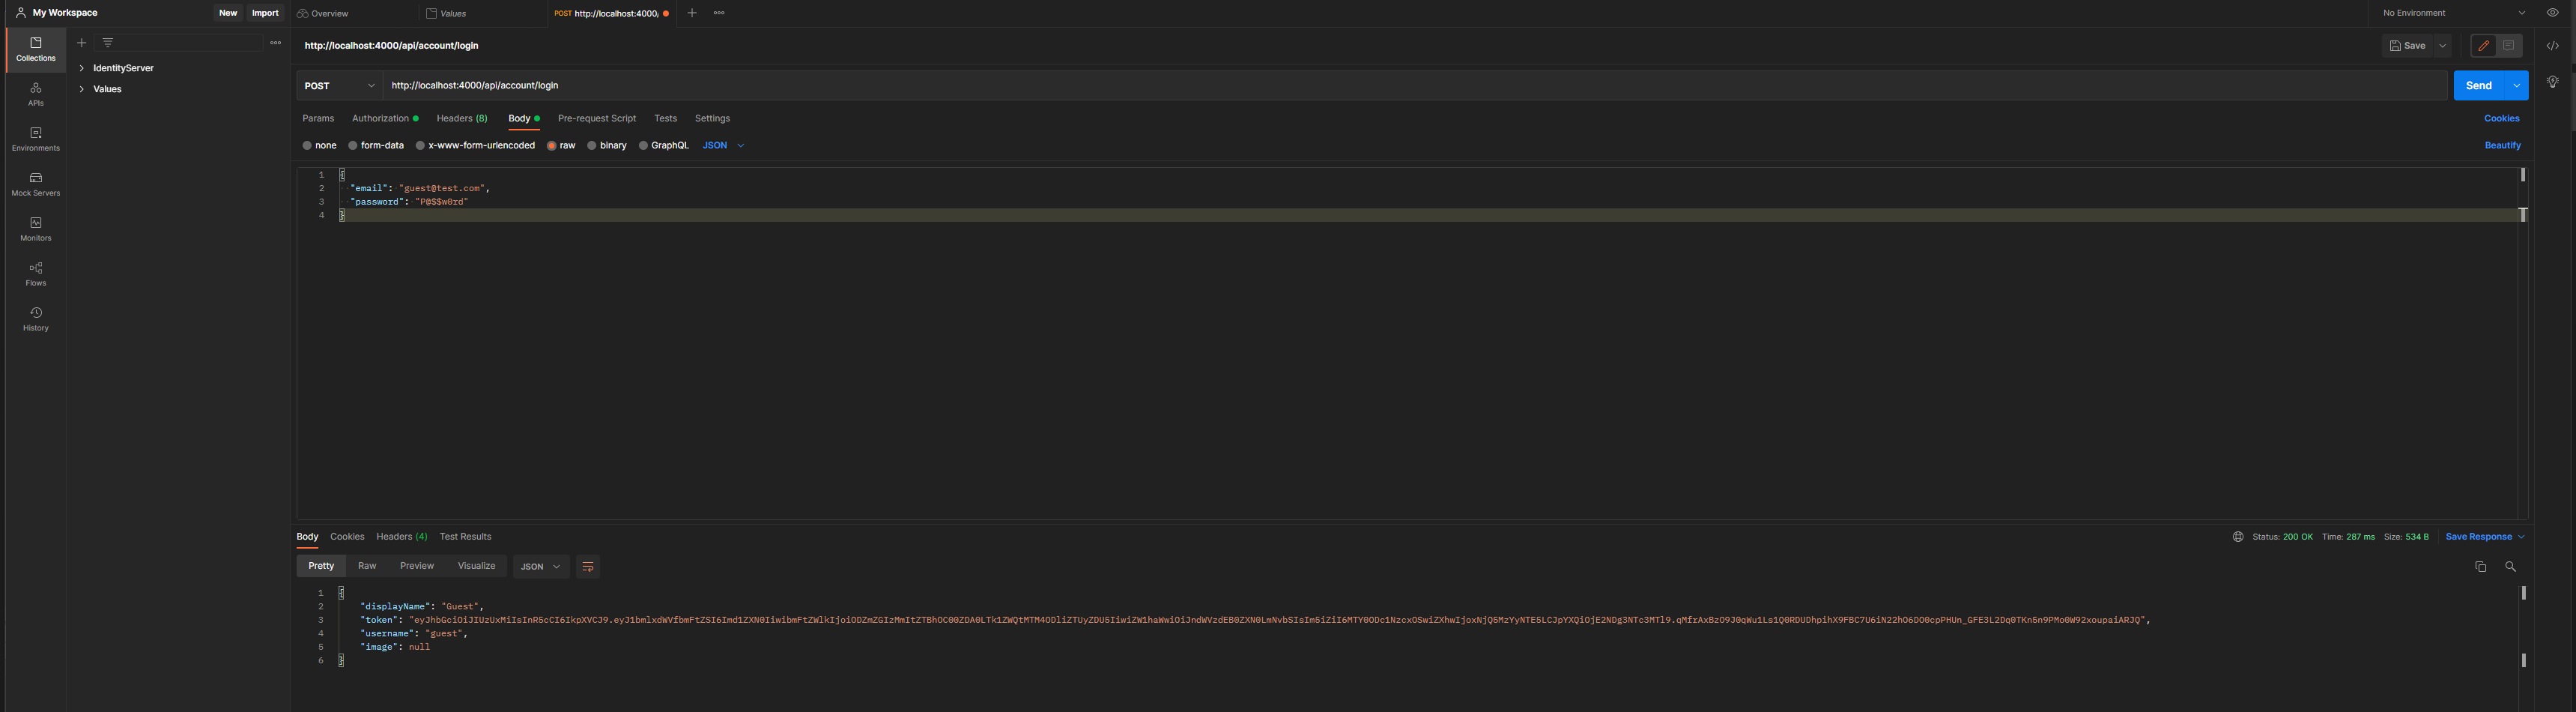 My Workspace
New
Import
Overview
Values
POST http://localhost:4000/
No Environment
Collections
APIs
Environments
Mock Servers
Monitors
Flows
History
IdentityServer
Values
http://localhost:4000/api/account/login
Save
POST
http://localhost:4000/api/account/login
Send
Params
Authorization
Headers (8)
Body
Pre-request Script
Tests
Settings
Cookies
none
form-data
x-www-form-urlencoded
raw
binary
GraphQL
JSON
Beautify
1 {
2 "email": "guest@test.com",
3 "password": "P@$$w0rd"
4 }
Body
Cookies
Headers (4)
Test Results
Status: 200 OK
Time: 287 ms
Size: 534 B
Save Response
Pretty
Raw
Preview
Visualize
JSON
1 {
2 "displayName": "Guest",
3 "token":
4 "username": "guest",
5 "image": null
6 }